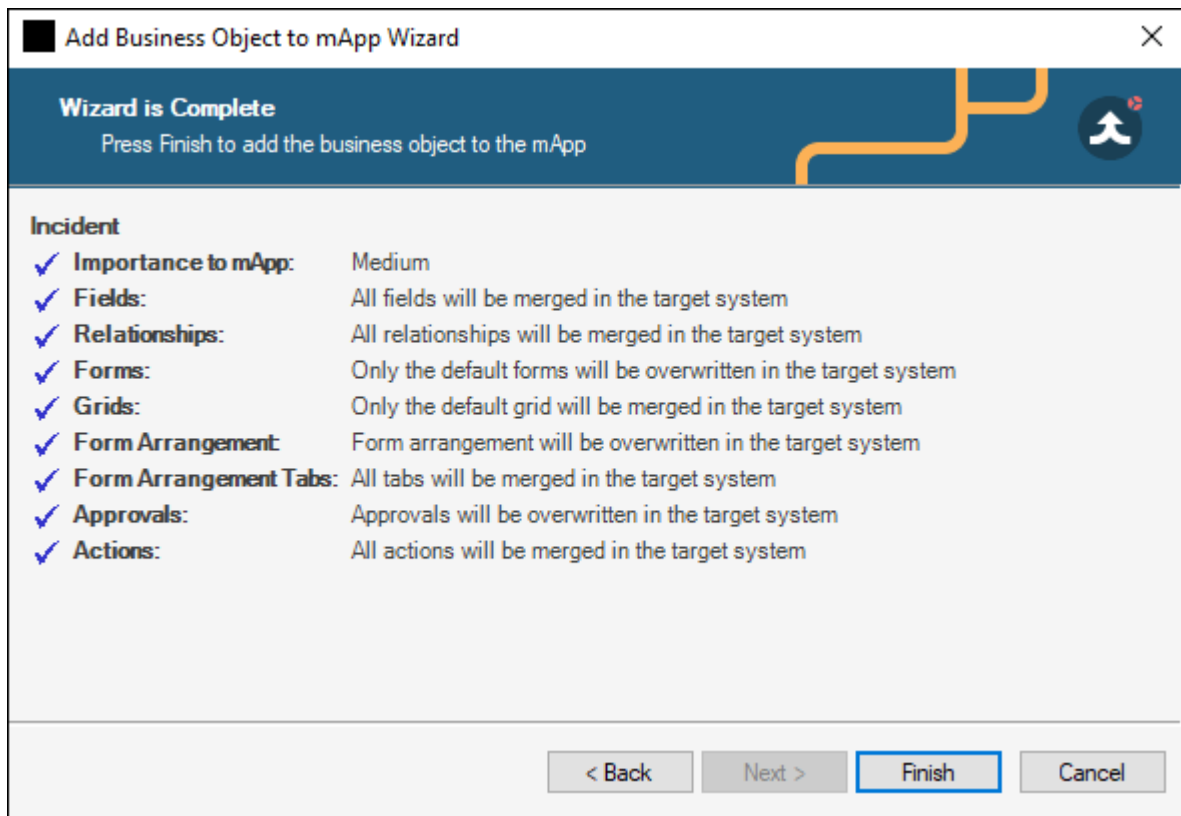 Add Business Object to mApp Wizard
Wizard is Complete
Press Finish to add the business object to the mApp
Incident
Importance to mApp: Medium
Fields: All fields will be merged in the target system
Relationships: All relationships will be merged in the target system
Forms: Only the default forms will be overwritten in the target system
Grids: Only the default grid will be merged in the target system
Form Arrangement: Form arrangement will be overwritten in the target system
Form Arrangement Tabs: All tabs will be merged in the target system
Approvals: Approvals will be overwritten in the target system
Actions: All actions will be merged in the target system
< Back Next > Finish Cancel